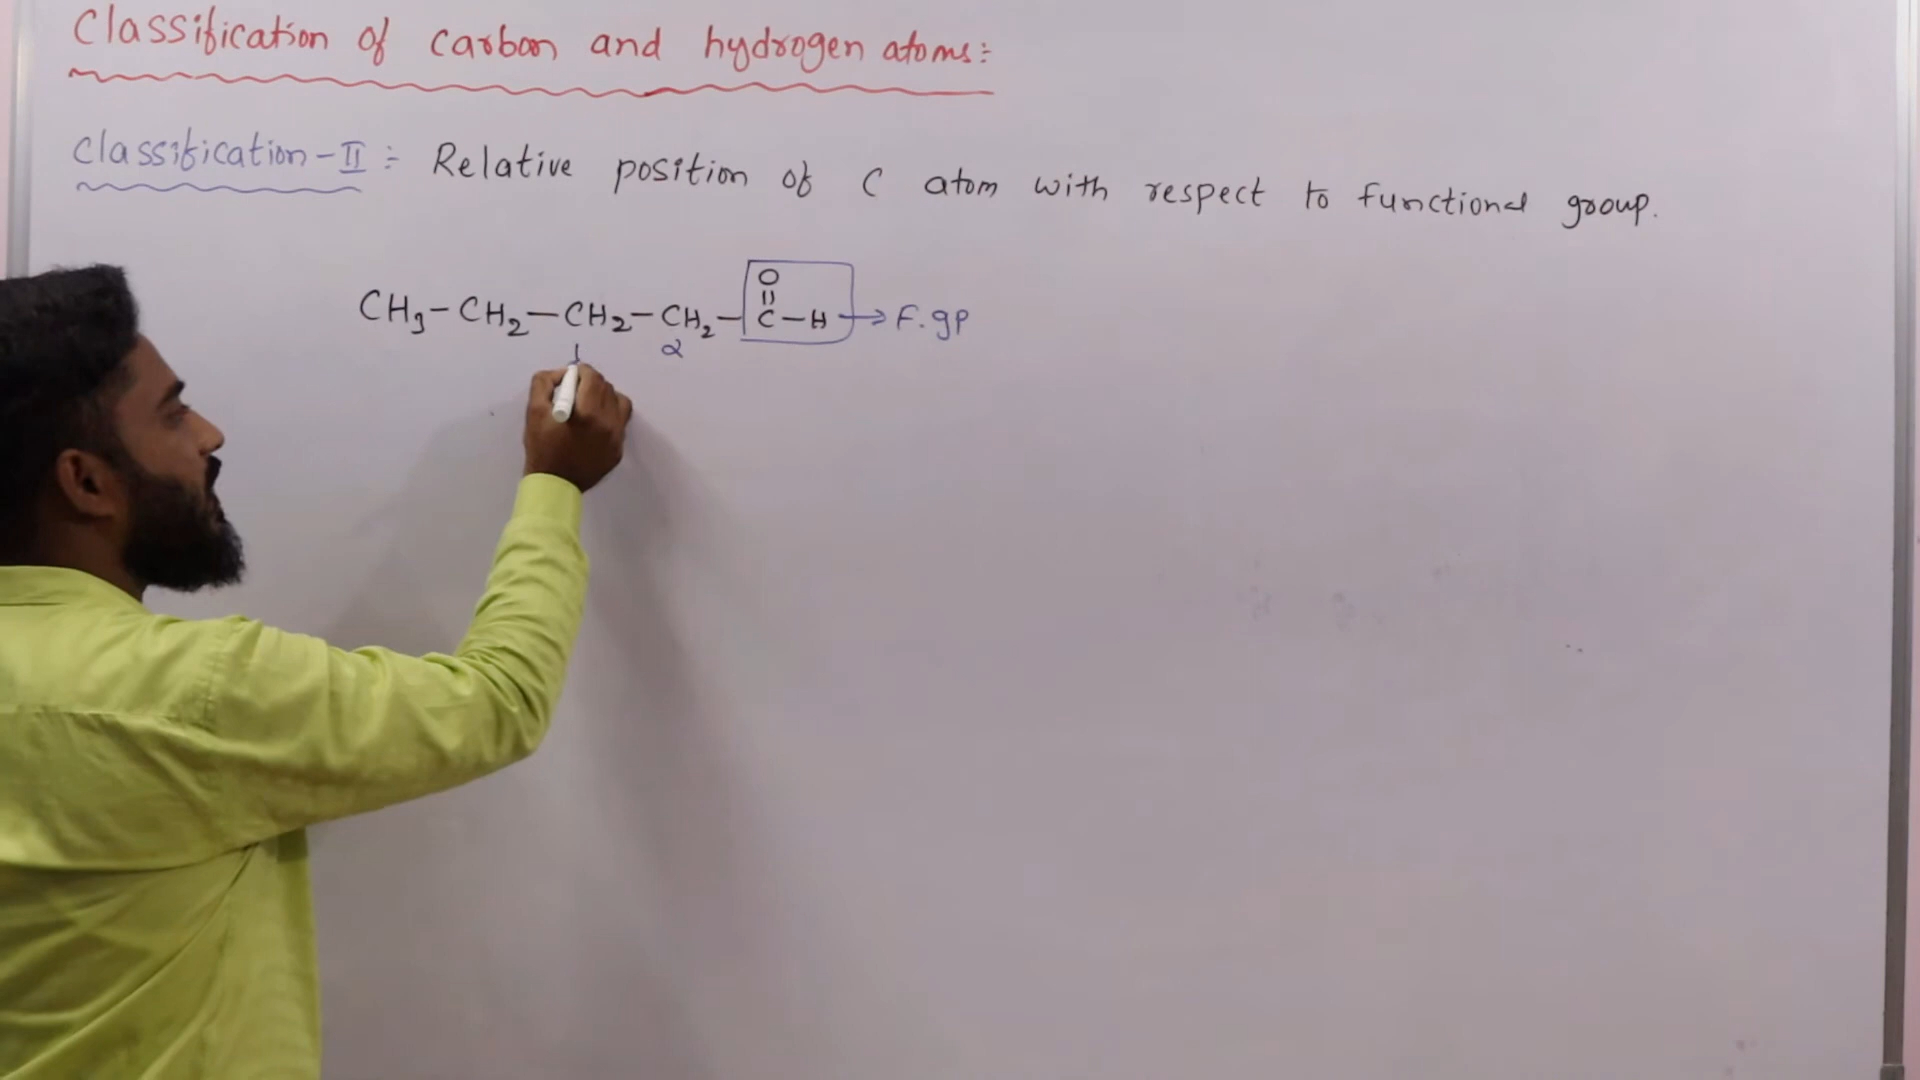 Classification of carbon and hydrogen atoms:
Classification-II : Relative position of C atom with respect to functional group.
O
||
CH3-CH2-CH2-CH2-C-H → F.gp
α